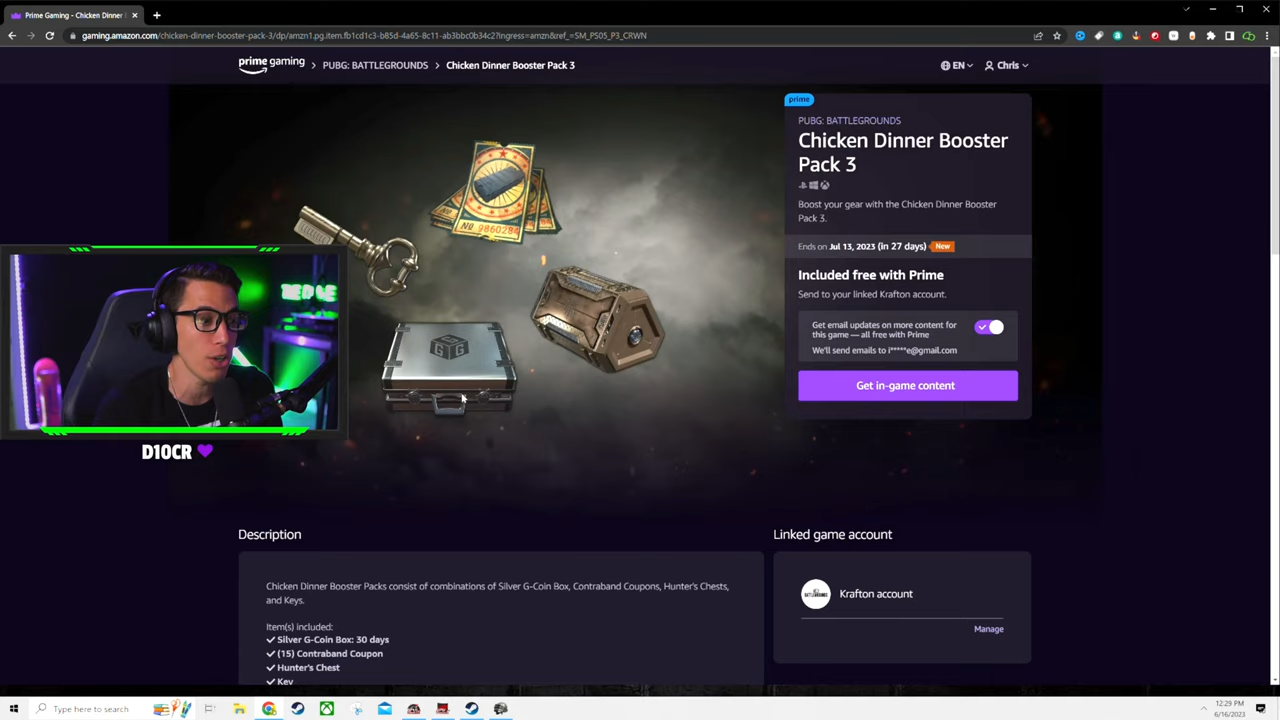 Prime Gaming - Chicken Dinner
gaming.amazon.com/chicken-dinner-booster-pack-3/dp/amzn1.pg.item.fb1cd1c3-b85d-4a65-8c11-ab3bbc0b34c2?ingress=amzn&ref_=SM_PS05_P3_CRWN
prime gaming > PUBG: BATTLEGROUNDS > Chicken Dinner Booster Pack 3
EN
Chris
prime
PUBG: BATTLEGROUNDS
Chicken Dinner Booster
Pack 3
Boost your gear with the Chicken Dinner Booster
Pack 3.
Ends on Jul 13, 2023 (in 27 days) New
Included free with Prime
Send to your linked Krafton account.
Get email updates on more content for
this game — all free with Prime
We'll send emails to i*****e@gmail.com
Get in-game content
No 9860284
G G
D10CR
Description
Chicken Dinner Booster Packs consist of combinations of Silver G-Coin Box, Contraband Coupons, Hunter's Chests,
and Keys.
Item(s) included:
Silver G-Coin Box: 30 days
(15) Contraband Coupon
Hunter's Chest
Key
Linked game account
Krafton account
Manage
Type here to search
12:29 PM
6/16/2023